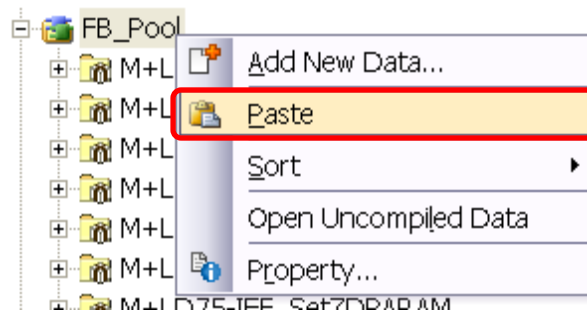 FB_Pool
M+L
Add New Data...
M+L
Paste
M+L
Sort
M+L
M+L
Open Uncompiled Data
M+L
Property...